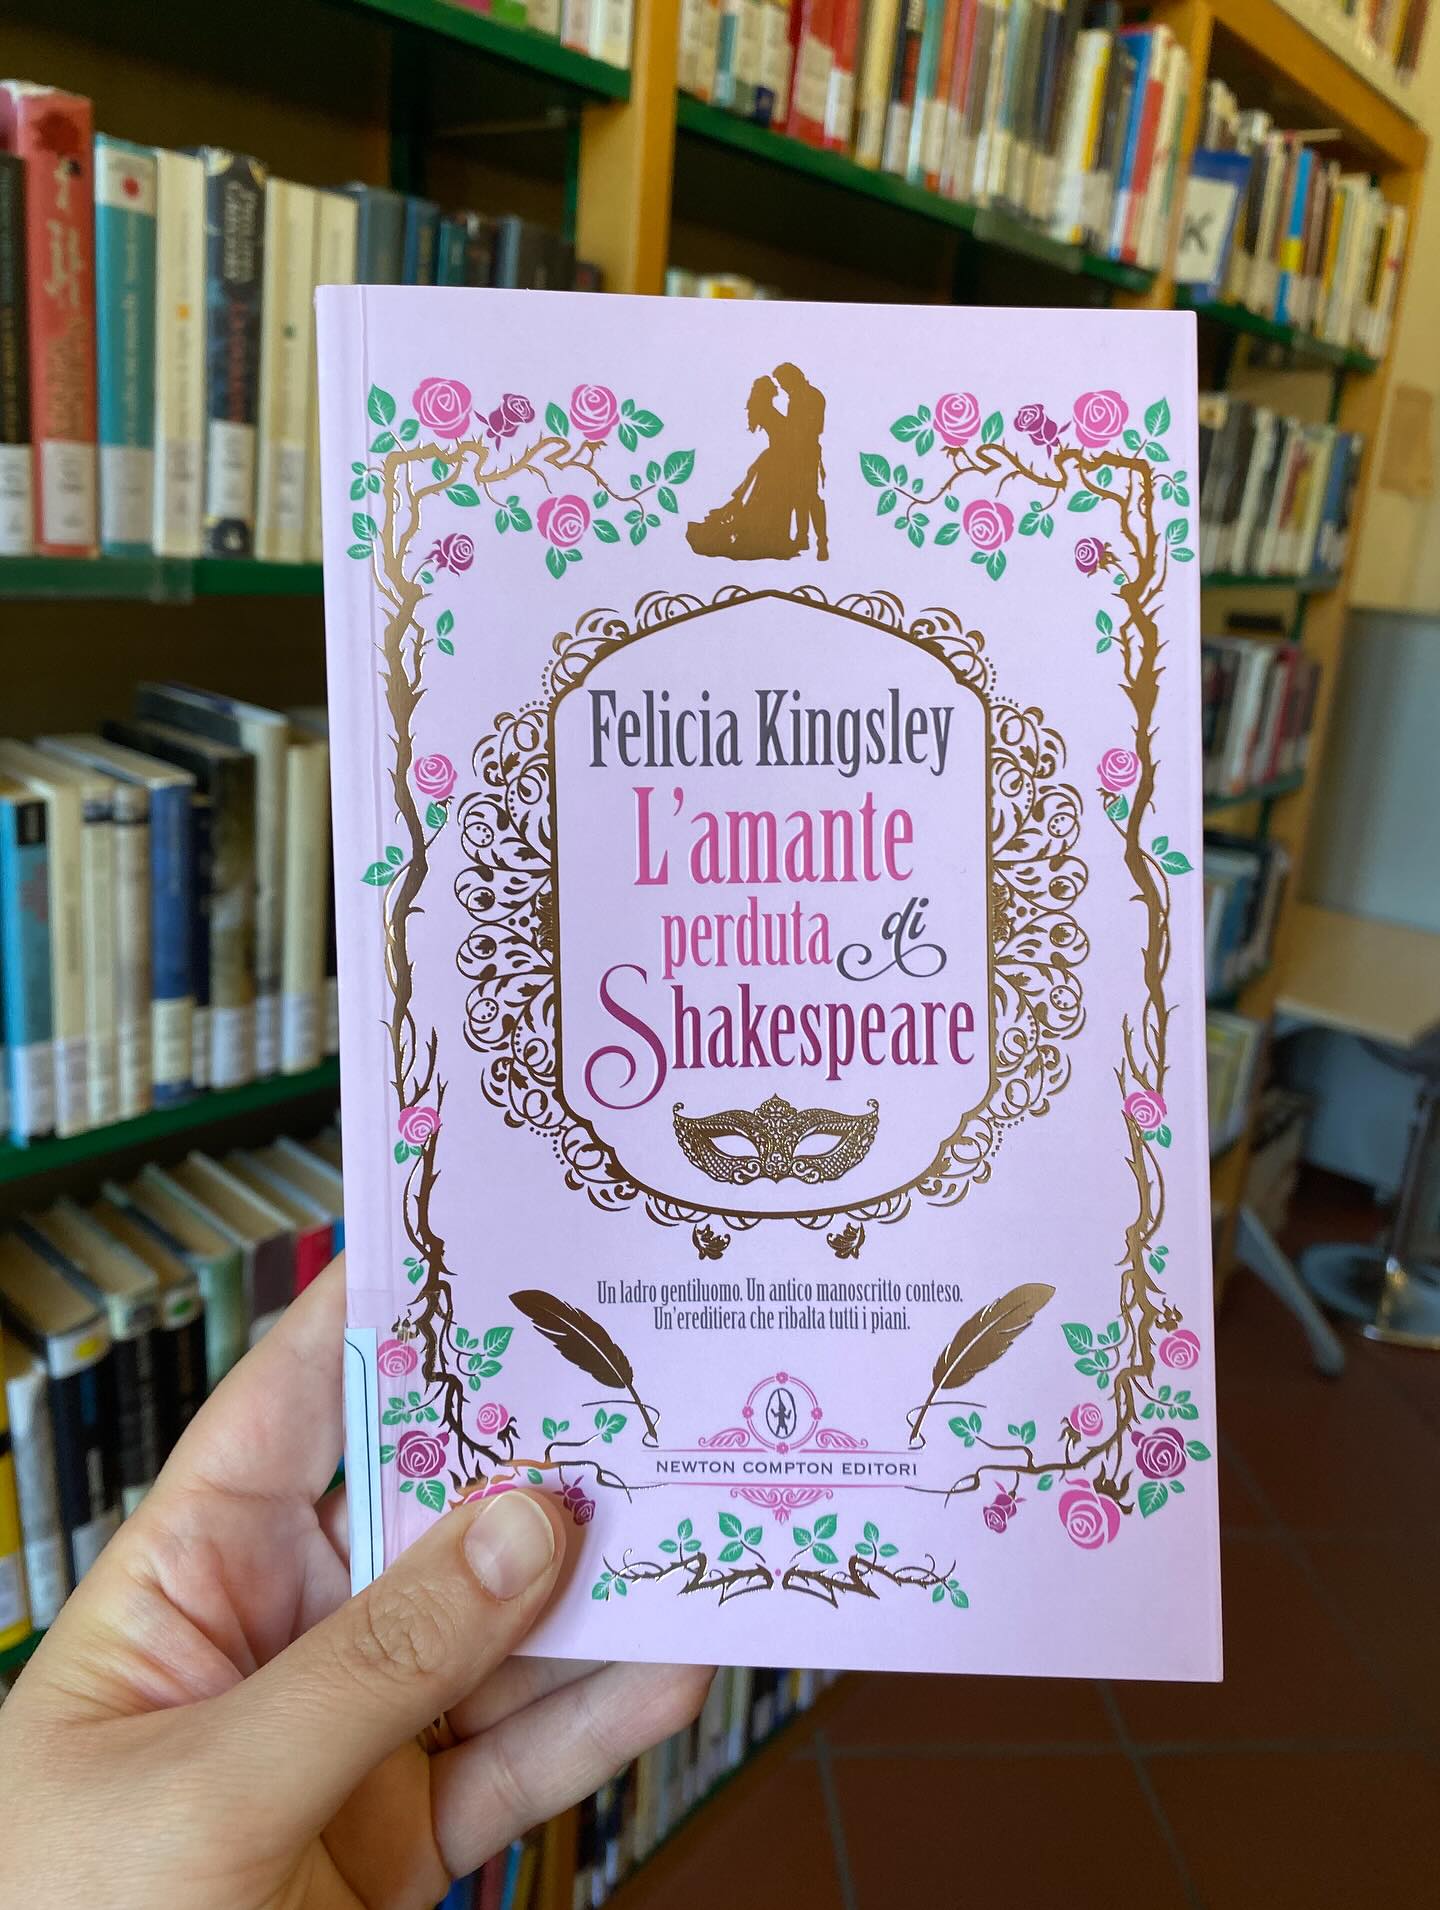 Felicia Kingsley
L'amante
perduta di
Shakespeare
Un ladro gentiluomo. Un antico manoscritto conteso.
Un'ereditiera che ribalta tutti i piani.
NEWTON COMPTON EDITORI
K